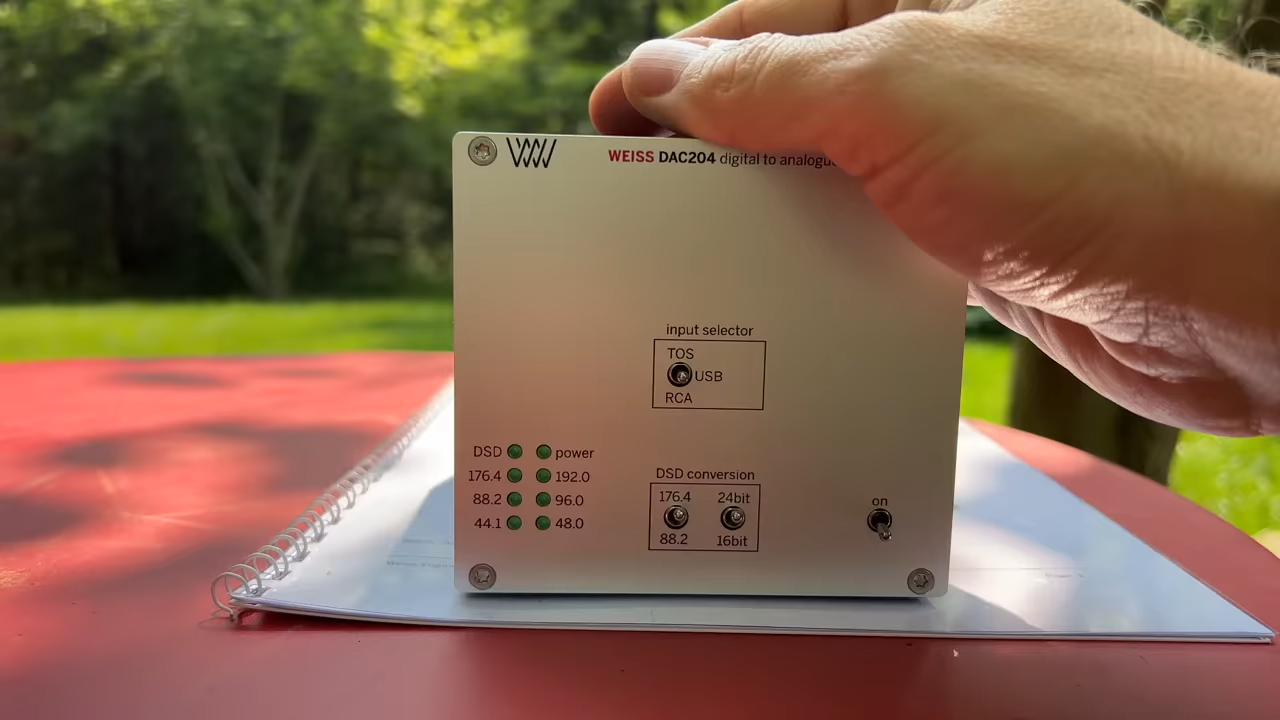 WEISS DAC204 digital to analogue
input selector
TOS
USB
RCA
DSD power
176.4 192.0
88.2 96.0
44.1 48.0
DSD conversion
176.4 24bit
88.2 16bit
on